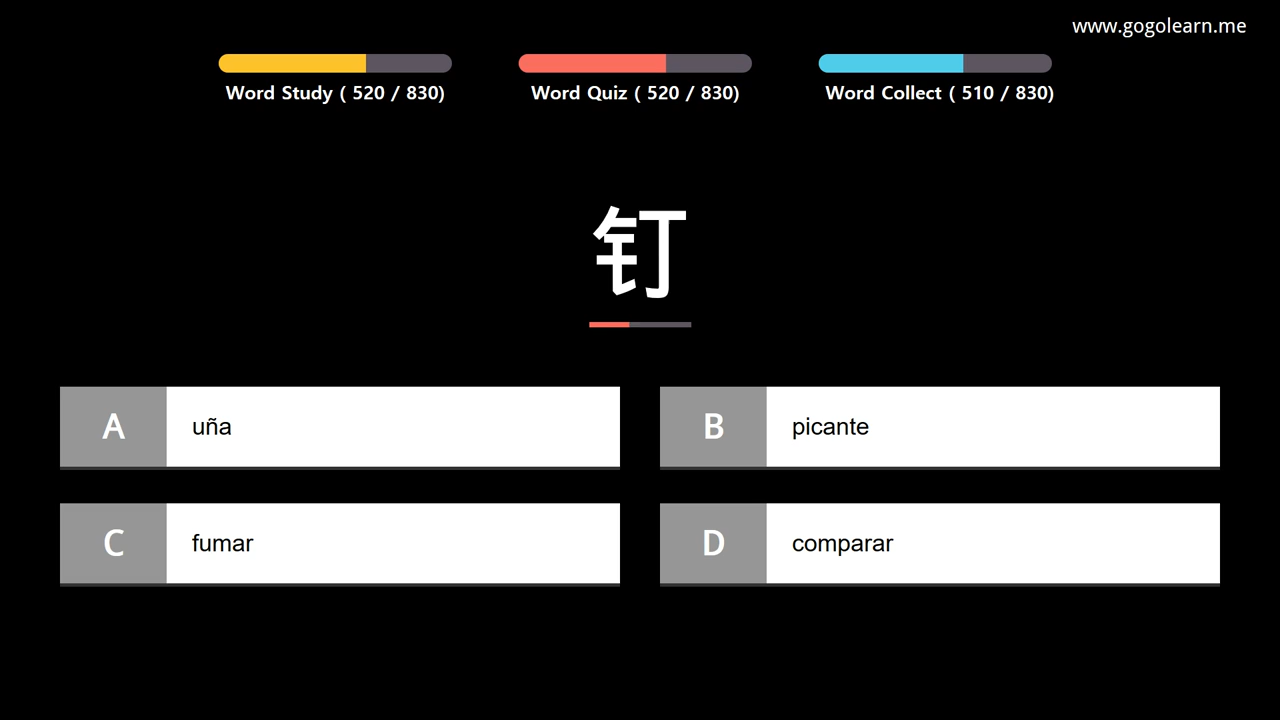 www.gogolearn.me
Word Study ( 520 / 830)
Word Quiz ( 520 / 830)
Word Collect ( 510 / 830)
钉
A uña
B picante
C fumar
D comparar